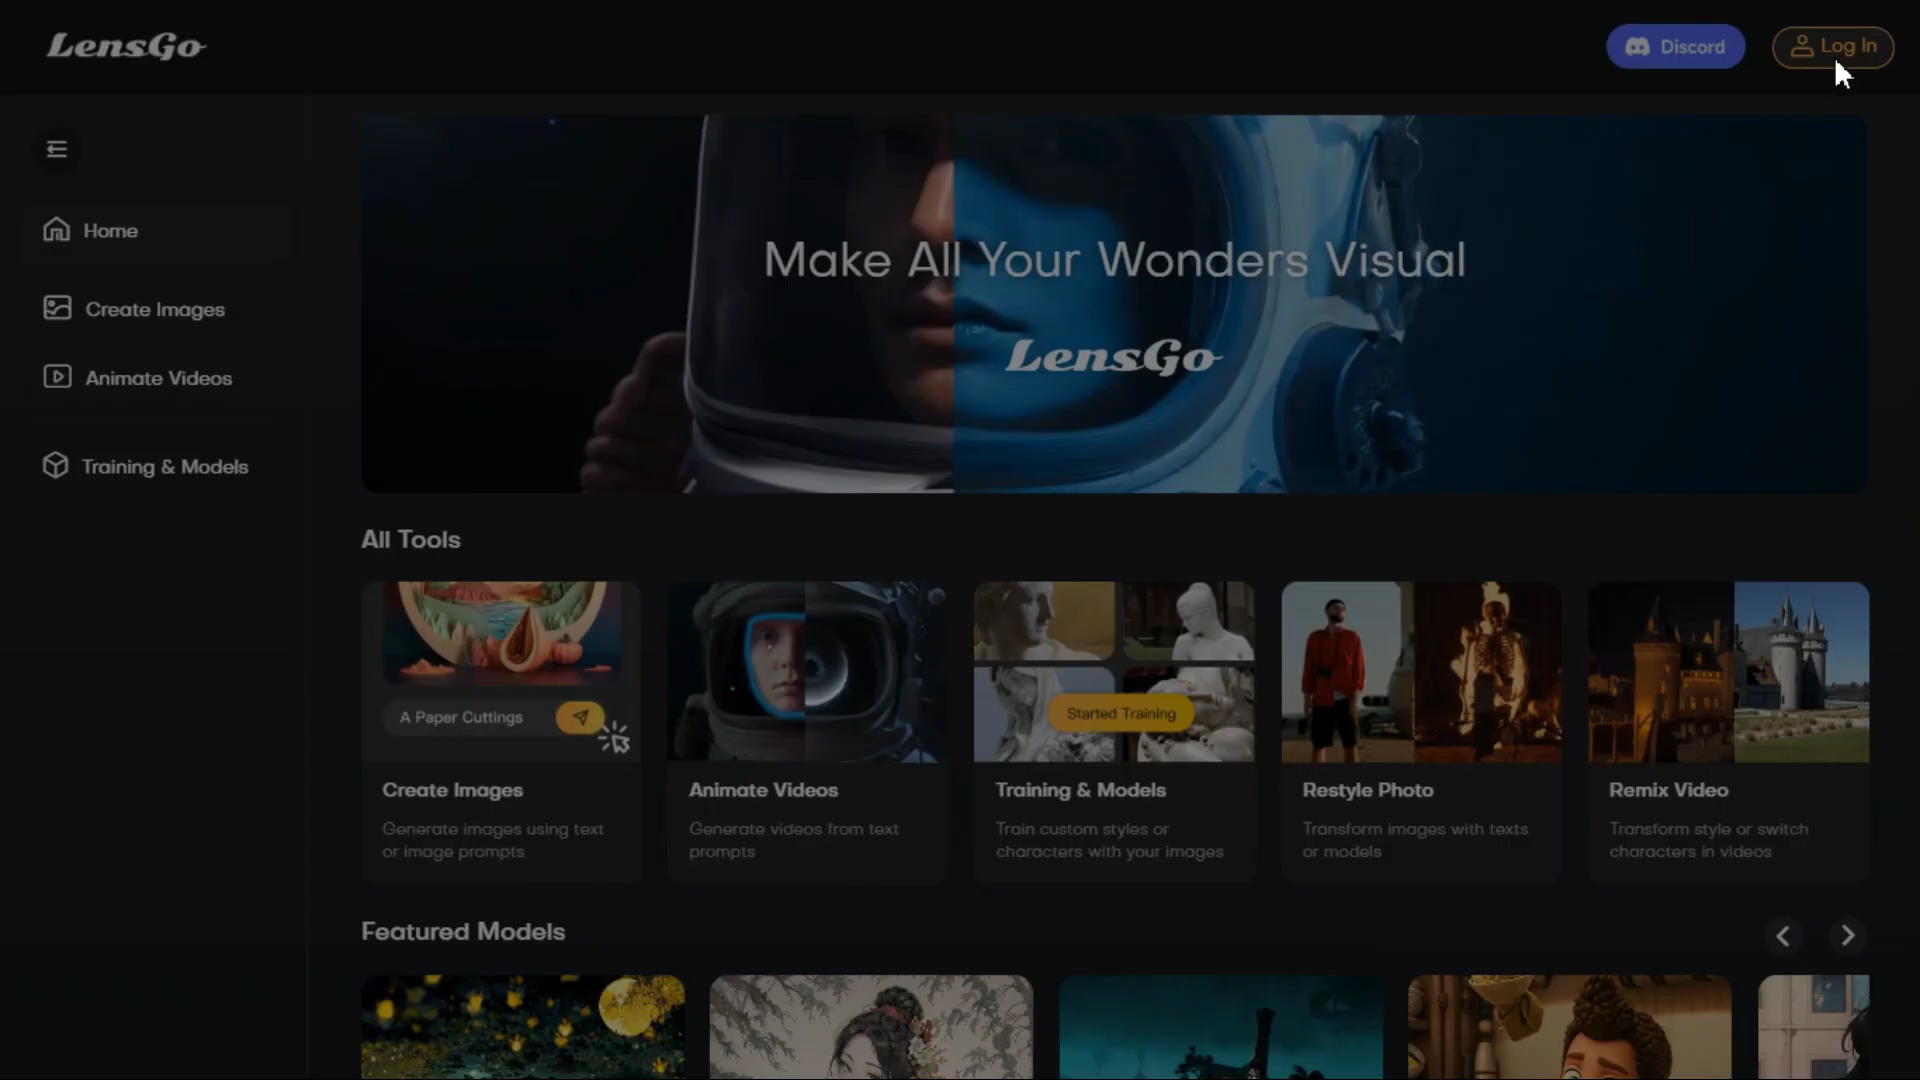 LensGo
Discord
Log In
Home
Create Images
Animate Videos
Training & Models
Make All Your Wonders Visual
LensGo
All Tools
A Paper Cuttings
Started Training
Create Images
Generate images using text
or image prompts
Animate Videos
Generate videos from text
prompts
Training & Models
Train custom styles or
characters with your images
Restyle Photo
Transform images with texts
or models
Remix Video
Transform style or switch
characters in videos
Featured Models